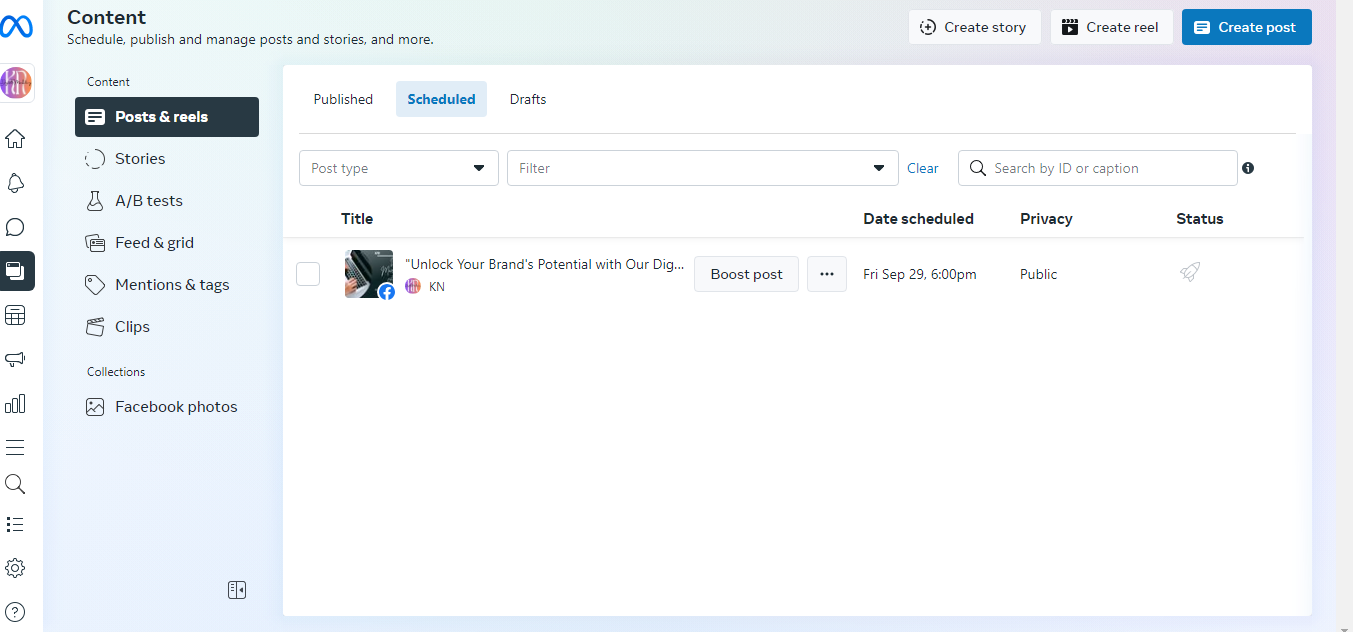 Content
Schedule, publish and manage posts and stories, and more.
Create story
Create reel
Create post
Content
Posts & reels
Stories
A/B tests
Feed & grid
Mentions & tags
Clips
Collections
Facebook photos
Published
Scheduled
Drafts
Post type
Filter
Clear
Search by ID or caption
Title
Date scheduled
Privacy
Status
"Unlock Your Brand's Potential with Our Dig...
KN
Boost post
Fri Sep 29, 6:00pm
Public